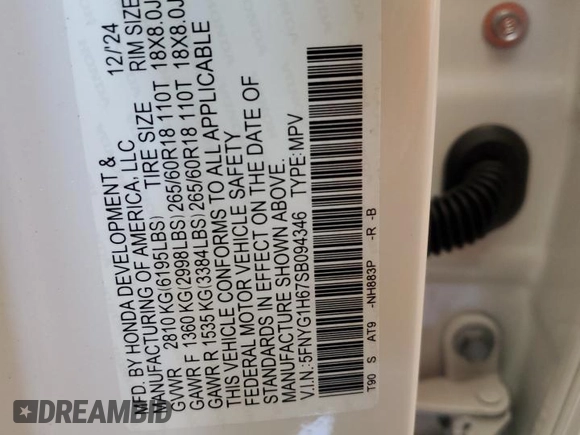 MFD. BY HONDA DEVELOPMENT & 12/'24
MANUFACTURING OF AMERICA, LLC
TIRE SIZE RIM SIZE
GVWR 2810 KG(6195LBS)
GAWR F 1360 KG(2998LBS) 265/60R18 110T 18X8.0J
GAWR R 1535 KG(3384LBS) 265/60R18 110T 18X8.0J
THIS VEHICLE CONFORMS TO ALL APPLICABLE
FEDERAL MOTOR VEHICLE SAFETY
STANDARDS IN EFFECT ON THE DATE OF
MANUFACTURE SHOWN ABOVE.
V.I.N.: 5FNYG1H67SB094346 TYPE: MPV
T90 S AT9 -NH883P -R -B
DREAMBID